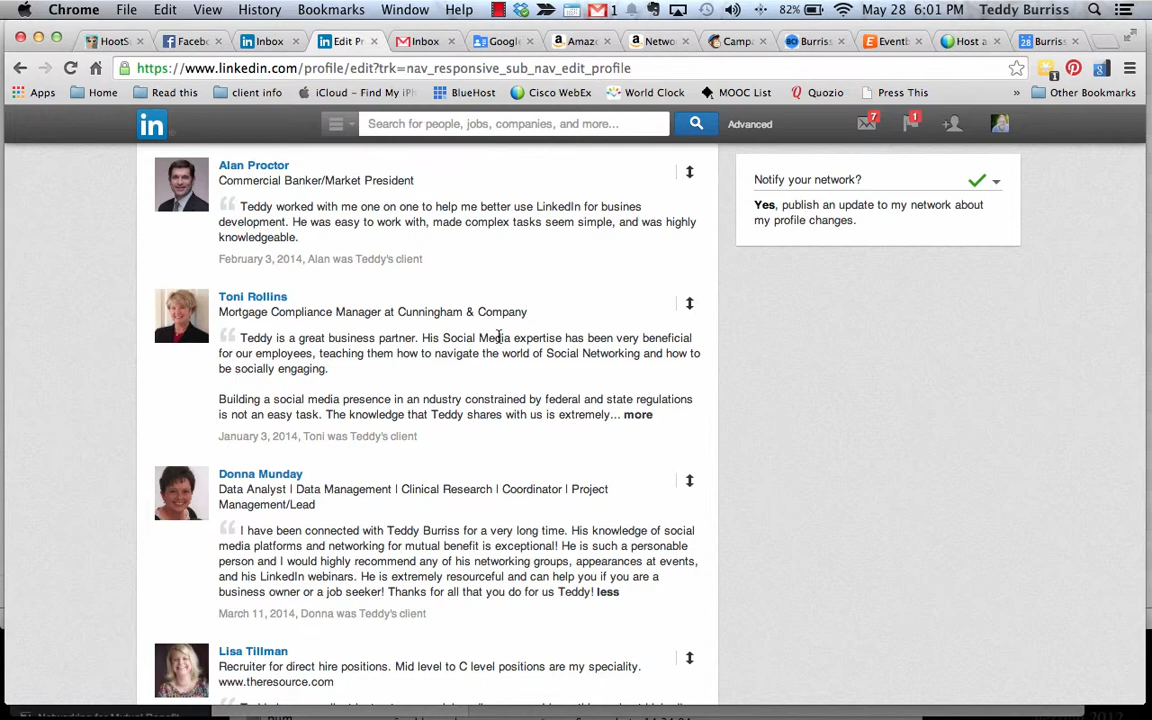 Chrome File Edit View History Bookmarks Window Help 1 82% May 28 6:01 PM Teddy Burriss
HootS Faceb Inbox Edit Pr Inbox Google Amaz Netwo Campa Burriss Eventb Host a 28 Burriss
https://www.linkedin.com/profile/edit?trk=nav_responsive_sub_nav_edit_profile 1
Apps Home Read this client info iCloud - Find My iPh BlueHost Cisco WebEx World Clock MOOC List Quozio Press This » Other Bookmarks
in Search for people, jobs, companies, and more... Advanced 7 1
Alan Proctor
Commercial Banker/Market President
Teddy worked with me one on one to help me better use LinkedIn for busines
development. He was easy to work with, made complex tasks seem simple, and was highly
knowledgeable.
February 3, 2014, Alan was Teddy's client
Notify your network?
Yes, publish an update to my network about
my profile changes.
Toni Rollins
Mortgage Compliance Manager at Cunningham & Company
Teddy is a great business partner. His Social Media expertise has been very beneficial
for our employees, teaching them how to navigate the world of Social Networking and how to
be socially engaging.
Building a social media presence in an ndustry constrained by federal and state regulations
is not an easy task. The knowledge that Teddy shares with us is extremely... more
January 3, 2014, Toni was Teddy's client
Donna Munday
Data Analyst | Data Management | Clinical Research | Coordinator | Project
Management/Lead
I have been connected with Teddy Burriss for a very long time. His knowledge of social
media platforms and networking for mutual benefit is exceptional! He is such a personable
person and I would highly recommend any of his networking groups, appearances at events,
and his LinkedIn webinars. He is extremely resourceful and can help you if you are a
business owner or a job seeker! Thanks for all that you do for us Teddy! less
March 11, 2014, Donna was Teddy's client
Lisa Tillman
Recruiter for direct hire positions. Mid level to C level positions are my speciality.
www.theresource.com